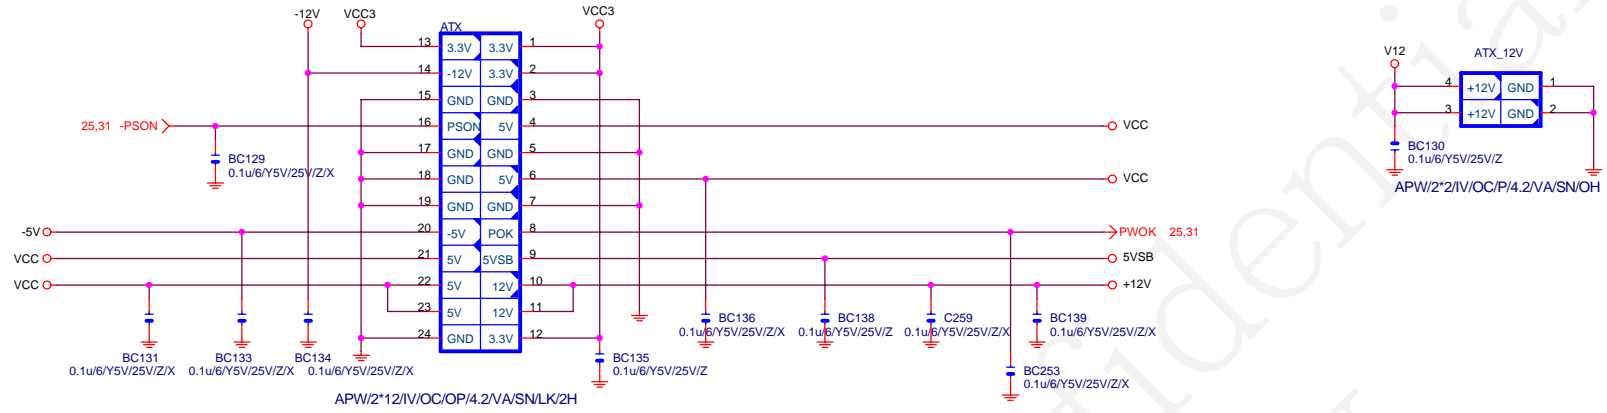 -12V
VCC3
VCC3
ATX
13 3.3V 3.3V 1
14 -12V 3.3V 2
15 GND GND 3
25,31 -PSON 16 PSON 5V 4 VCC
17 GND GND 5
18 GND 5V 6 VCC
19 GND GND 7
-5V 20 -5V POK 8 PWOK 25,31
VCC 21 5V 5VSB 9 5VSB
VCC 22 5V 12V 10 +12V
23 5V 12V 11
24 GND 3.3V 12
BC129
0.1u/6/Y5V/25V/Z/X
BC131
0.1u/6/Y5V/25V/Z/X
BC133
0.1u/6/Y5V/25V/Z/X
BC134
0.1u/6/Y5V/25V/Z/X
BC135
0.1u/6/Y5V/25V/Z
BC136
0.1u/6/Y5V/25V/Z/X
BC138
0.1u/6/Y5V/25V/Z
C259
0.1u/6/Y5V/25V/Z/X
BC139
0.1u/6/Y5V/25V/Z/X
BC253
0.1u/6/Y5V/25V/Z/X
APW/2*12/IV/OC/OP/4.2/VA/SN/LK/2H
V12
ATX_12V
4 +12V GND 1
3 +12V GND 2
BC130
0.1u/6/Y5V/25V/Z
APW/2*2/IV/OC/P/4.2/VA/SN/OH
fidential